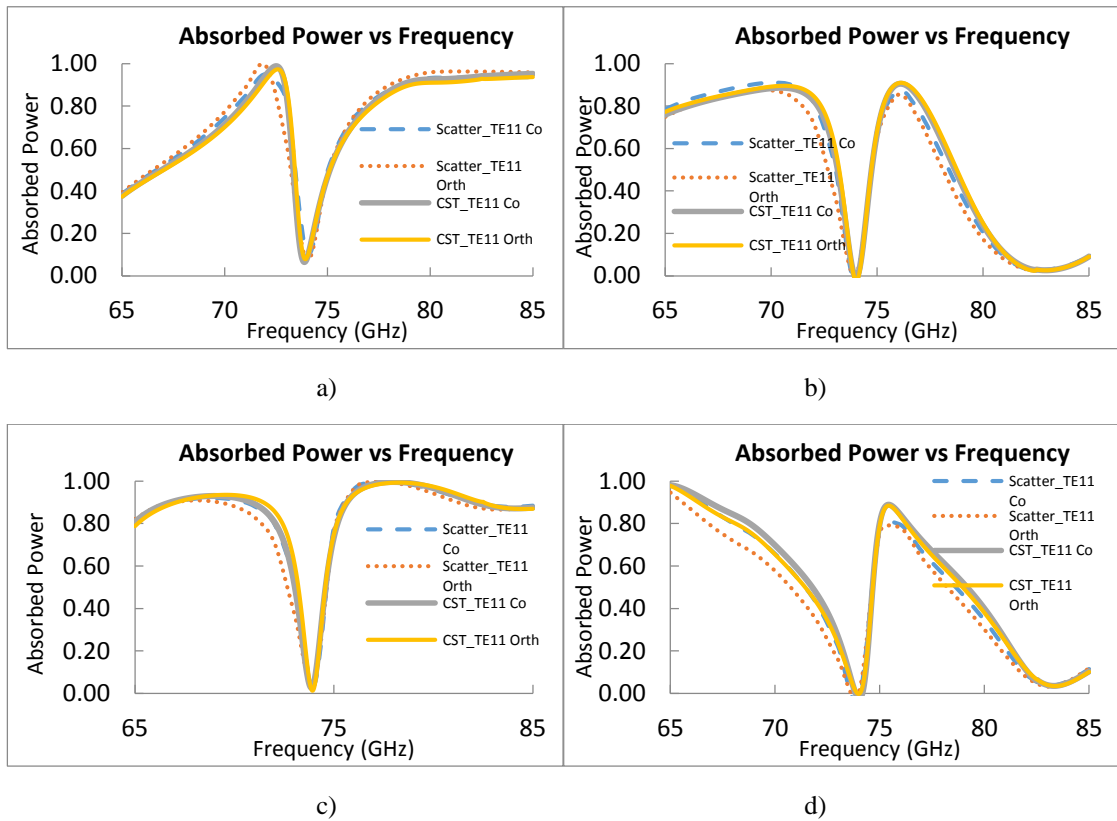 Absorbed Power vs Frequency
1.00
0.80
0.60
0.40
0.20
0.00
Absorbed Power
65
70
75
80
85
Frequency (GHz)
Scatter_TE11 Co
Scatter_TE11
Orth
CST_TE11 Co
CST_TE11 Orth
a)
Absorbed Power vs Frequency
1.00
0.80
0.60
0.40
0.20
0.00
Absorbed Power
65
70
75
80
85
Frequency (GHz)
Scatter_TE11 Co
Scatter_TE11
Orth
CST_TE11 Co
CST_TE11 Orth
b)
Absorbed Power vs Frequency
1.00
0.80
0.60
0.40
0.20
0.00
Absorbed Power
65
75
85
Frequency (GHz)
Scatter_TE11
Co
Scatter_TE11
Orth
CST_TE11 Co
CST_TE11 Orth
c)
Absorbed Power vs Frequency
1.00
0.80
0.60
0.40
0.20
0.00
Absorbed Power
65
70
75
80
85
Frequency (GHz)
Scatter_TE11
Co
Scatter_TE11
Orth
CST_TE11 Co
CST_TE11
Orth
d)